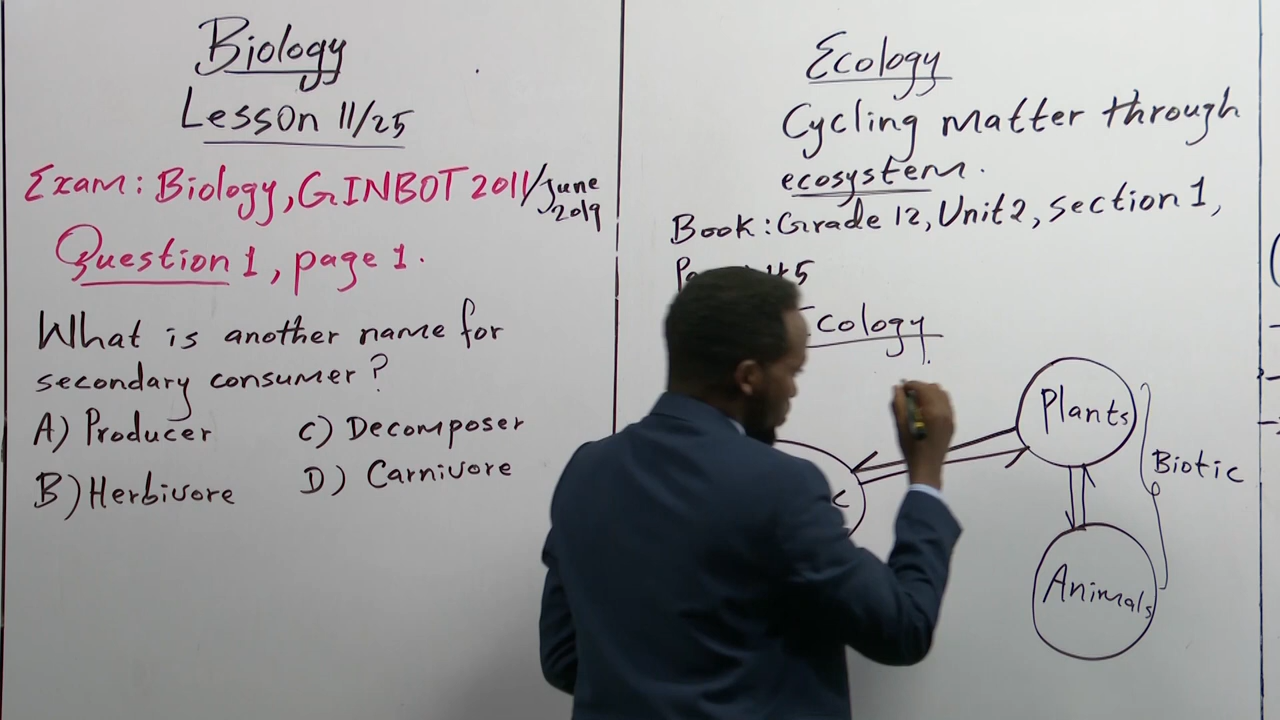 Biology
Lesson 11/25
Exam: Biology, GINBOT 2011/June 2019
Question 1, page 1.
What is another name for
secondary consumer?
A) Producer
C) Decomposer
B) Herbivore
D) Carnivore
Ecology
Cycling matter through
ecosystem.
Book: Grade 12, Unit 2, section 1,
Ecology
Plants
Biotic
Animals